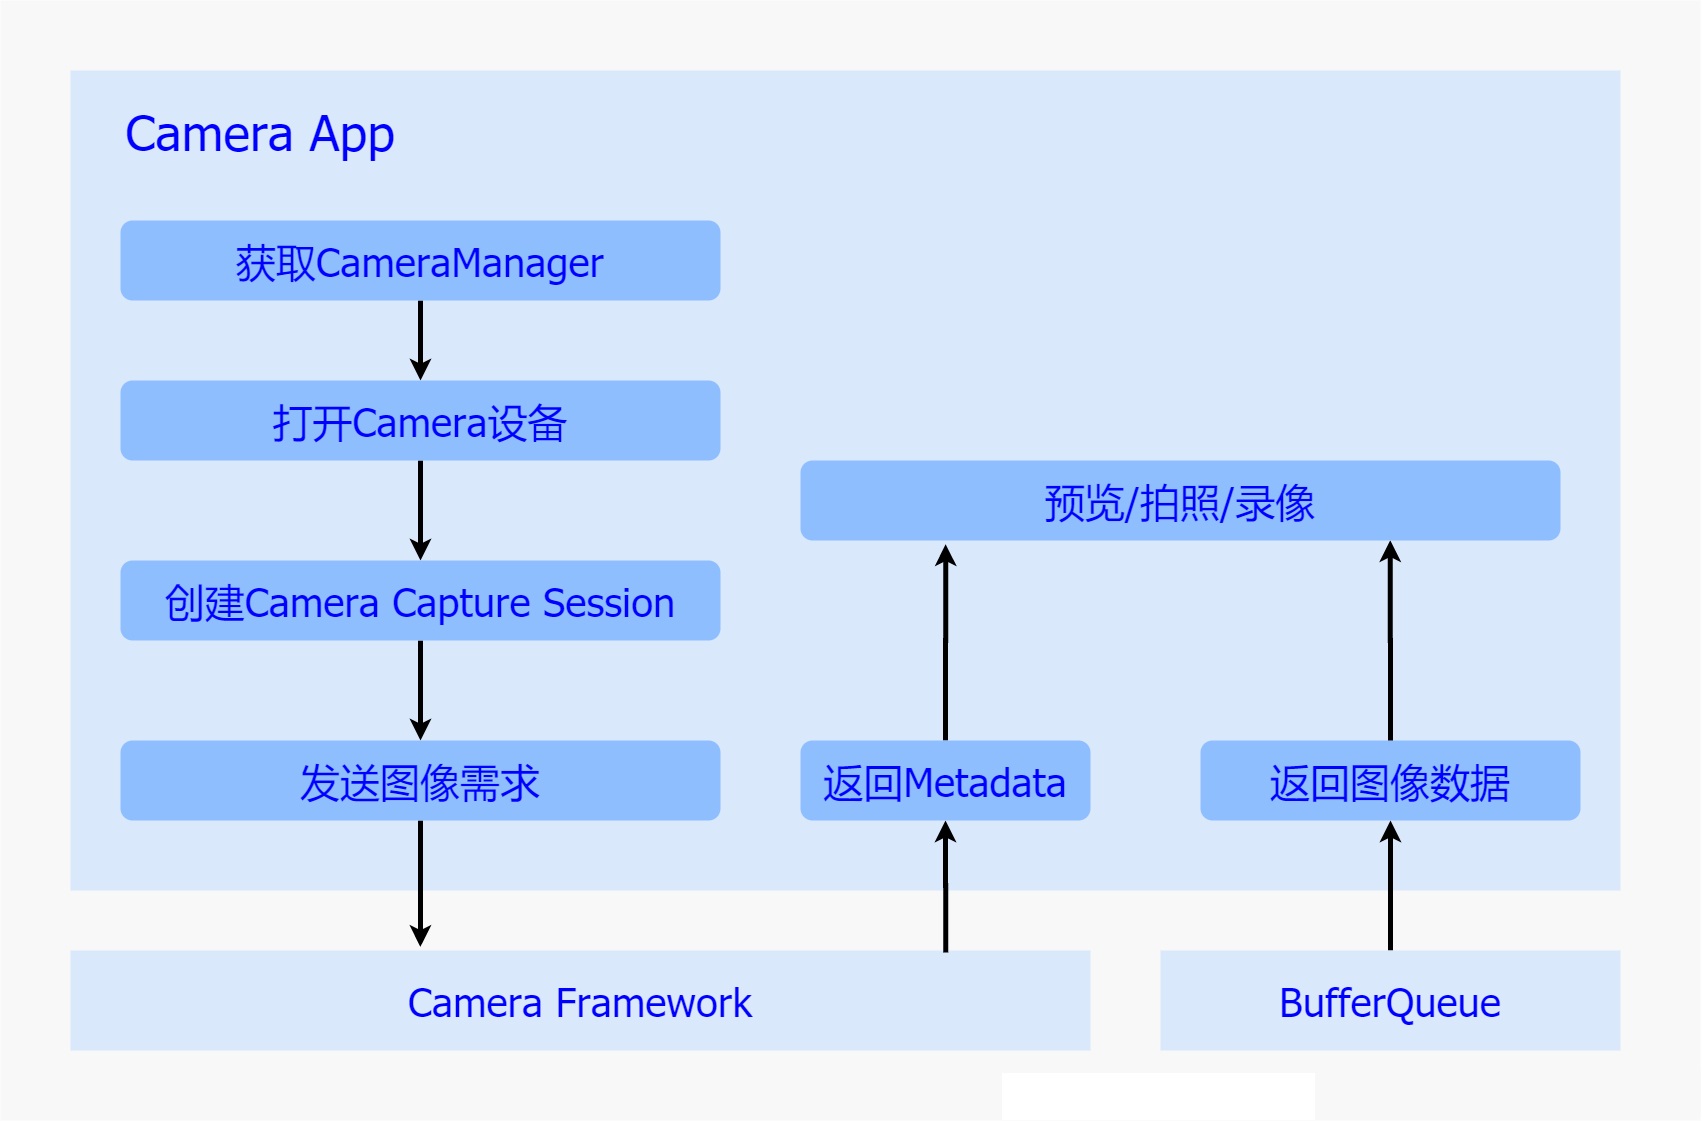 Camera App
获取CameraManager
打开Camera设备
创建Camera Capture Session
发送图像需求
预览/拍照/录像
返回Metadata
返回图像数据
Camera Framework
BufferQueue